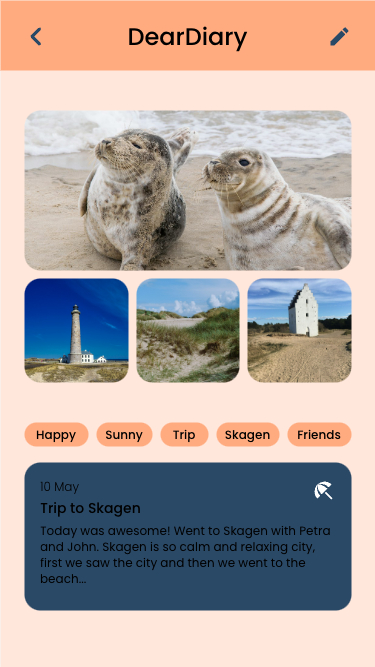 DearDiary
Happy Sunny Trip Skagen Friends
10 May
Trip to Skagen
Today was awesome! Went to Skagen with Petra
and John. Skagen is so calm and relaxing city,
first we saw the city and then we went to the
beach...